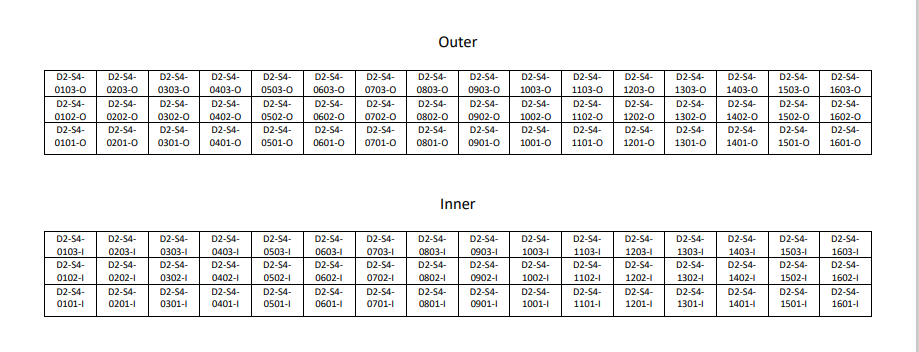 Outer
D2-S4- D2-S4- D2-S4- D2-S4- D2-S4- D2-S4- D2-S4- D2-S4- D2-S4- D2-S4- D2-S4- D2-S4- D2-S4- D2-S4- D2-S4- D2-S4-
0103-O 0203-O 0303-O 0403-O 0503-O 0603-O 0703-O 0803-O 0903-O 1003-O 1103-O 1203-O 1303-O 1403-O 1503-O 1603-O
D2-S4- D2-S4- D2-S4- D2-S4- D2-S4- D2-S4- D2-S4- D2-S4- D2-S4- D2-S4- D2-S4- D2-S4- D2-S4- D2-S4- D2-S4- D2-S4-
0102-O 0202-O 0302-O 0402-O 0502-O 0602-O 0702-O 0802-O 0902-O 1002-O 1102-O 1202-O 1302-O 1402-O 1502-O 1602-O
D2-S4- D2-S4- D2-S4- D2-S4- D2-S4- D2-S4- D2-S4- D2-S4- D2-S4- D2-S4- D2-S4- D2-S4- D2-S4- D2-S4- D2-S4- D2-S4-
0101-O 0201-O 0301-O 0401-O 0501-O 0601-O 0701-O 0801-O 0901-O 1001-O 1101-O 1201-O 1301-O 1401-O 1501-O 1601-O
Inner
D2-S4- D2-S4- D2-S4- D2-S4- D2-S4- D2-S4- D2-S4- D2-S4- D2-S4- D2-S4- D2-S4- D2-S4- D2-S4- D2-S4- D2-S4- D2-S4-
0103-I 0203-I 0303-I 0403-I 0503-I 0603-I 0703-I 0803-I 0903-I 1003-I 1103-I 1203-I 1303-I 1403-I 1503-I 1603-I
D2-S4- D2-S4- D2-S4- D2-S4- D2-S4- D2-S4- D2-S4- D2-S4- D2-S4- D2-S4- D2-S4- D2-S4- D2-S4- D2-S4- D2-S4- D2-S4-
0102-I 0202-I 0302-I 0402-I 0502-I 0602-I 0702-I 0802-I 0902-I 1002-I 1102-I 1202-I 1302-I 1402-I 1502-I 1602-I
D2-S4- D2-S4- D2-S4- D2-S4- D2-S4- D2-S4- D2-S4- D2-S4- D2-S4- D2-S4- D2-S4- D2-S4- D2-S4- D2-S4- D2-S4- D2-S4-
0101-I 0201-I 0301-I 0401-I 0501-I 0601-I 0701-I 0801-I 0901-I 1001-I 1101-I 1201-I 1301-I 1401-I 1501-I 1601-I